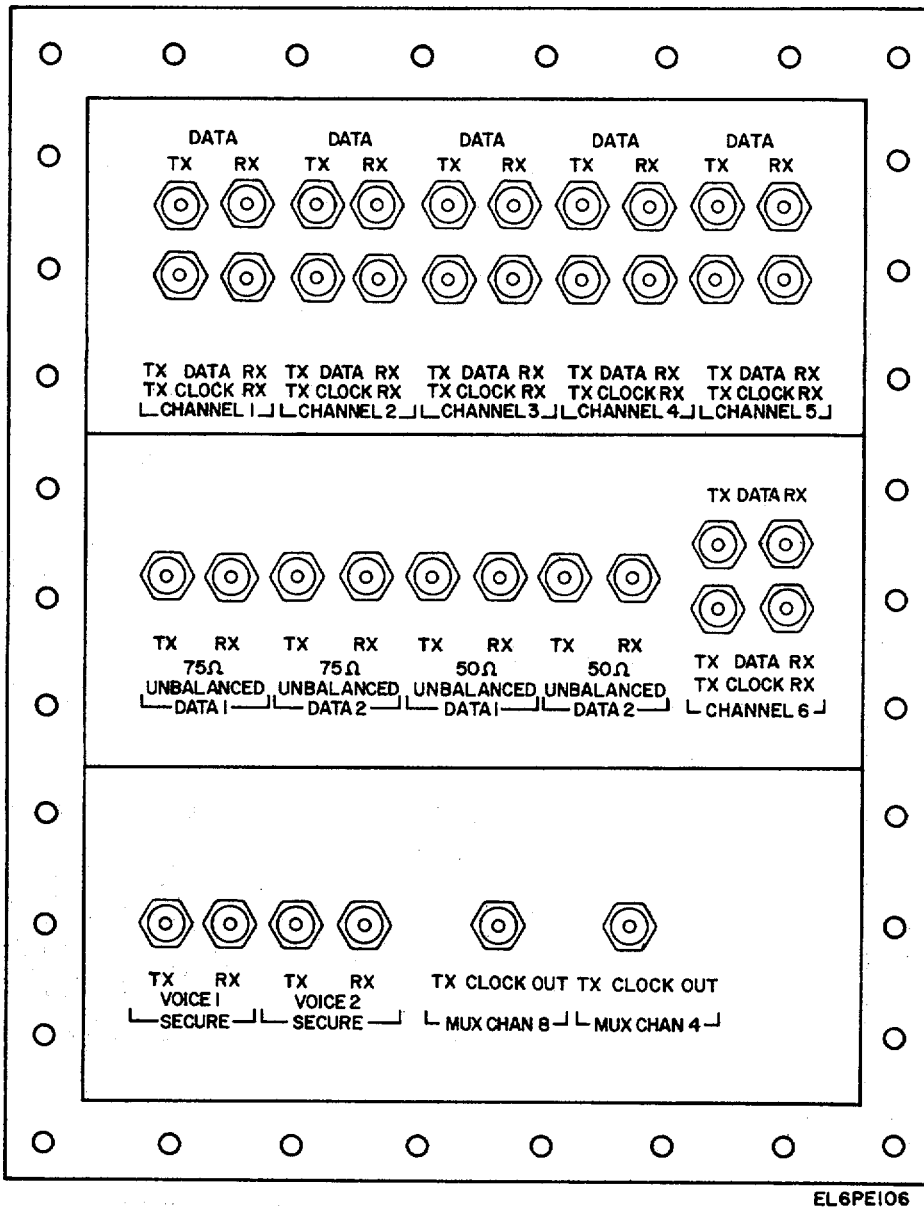 DATA DATA DATA DATA DATA
TX RX TX RX TX RX TX RX TX RX
TX DATA RX TX DATA RX TX DATA RX TX DATA RX TX DATA RX
TX CLOCK RX TX CLOCK RX TX CLOCK RX TX CLOCK RX TX CLOCK RX
CHANNEL 1 CHANNEL 2 CHANNEL 3 CHANNEL 4 CHANNEL 5
TX DATA RX
TX RX TX RX TX RX TX RX
75Ω 75Ω 50Ω 50Ω
UNBALANCED UNBALANCED UNBALANCED UNBALANCED
DATA 1 DATA 2 DATA 1 DATA 2
TX DATA RX
TX CLOCK RX
CHANNEL 6
TX RX TX RX TX CLOCK OUT TX CLOCK OUT
VOICE 1 VOICE 2
SECURE SECURE MUX CHAN 8 MUX CHAN 4
EL6PE106